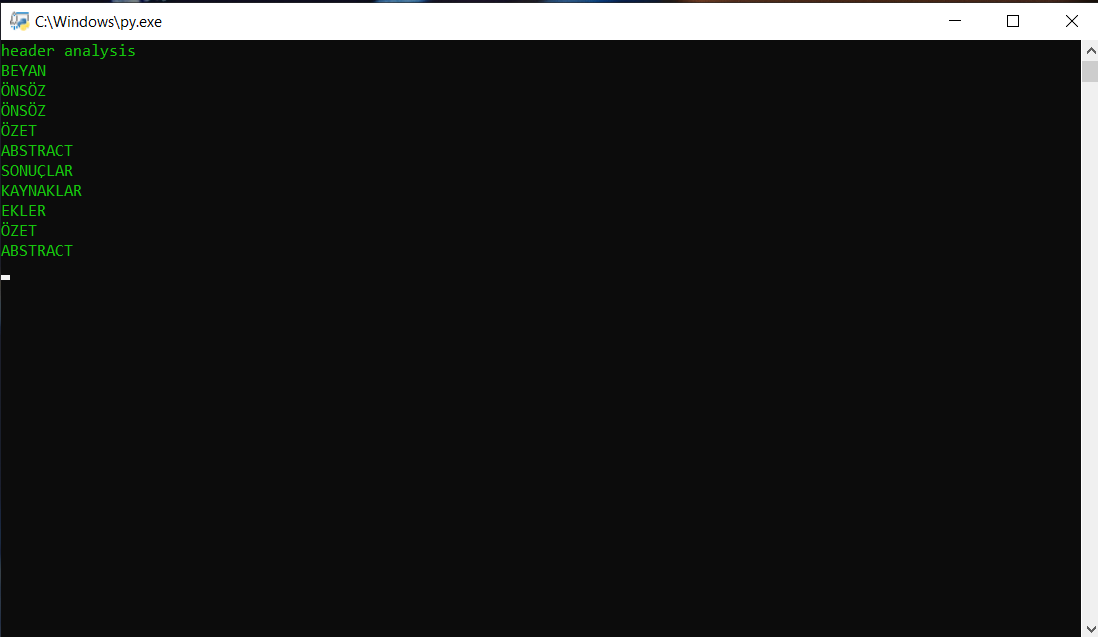 C:\Windows\py.exe
header analysis
BEYAN
ÖNSÖZ
ÖNSÖZ
ÖZET
ABSTRACT
SONUÇLAR
KAYNAKLAR
EKLER
ÖZET
ABSTRACT